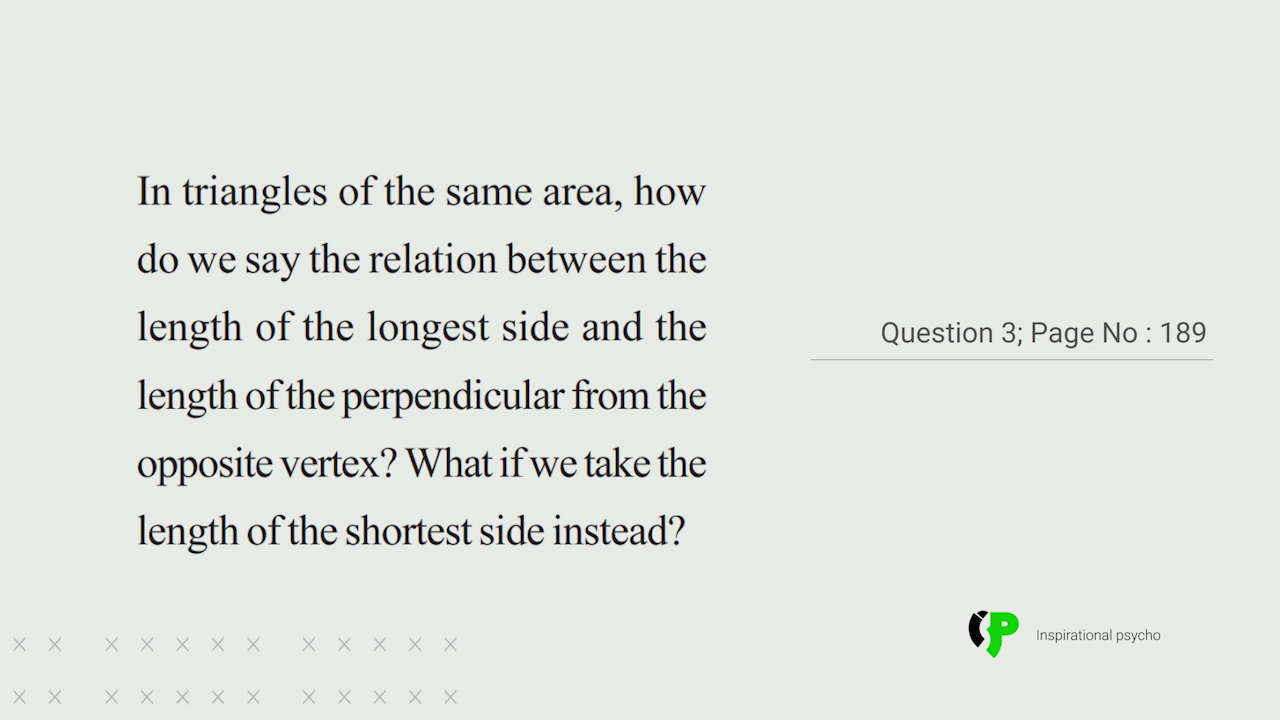 In triangles of the same area, how
do we say the relation between the
length of the longest side and the
length of the perpendicular from the
opposite vertex? What if we take the
length of the shortest side instead?
Question 3; Page No : 189
Inspirational psycho